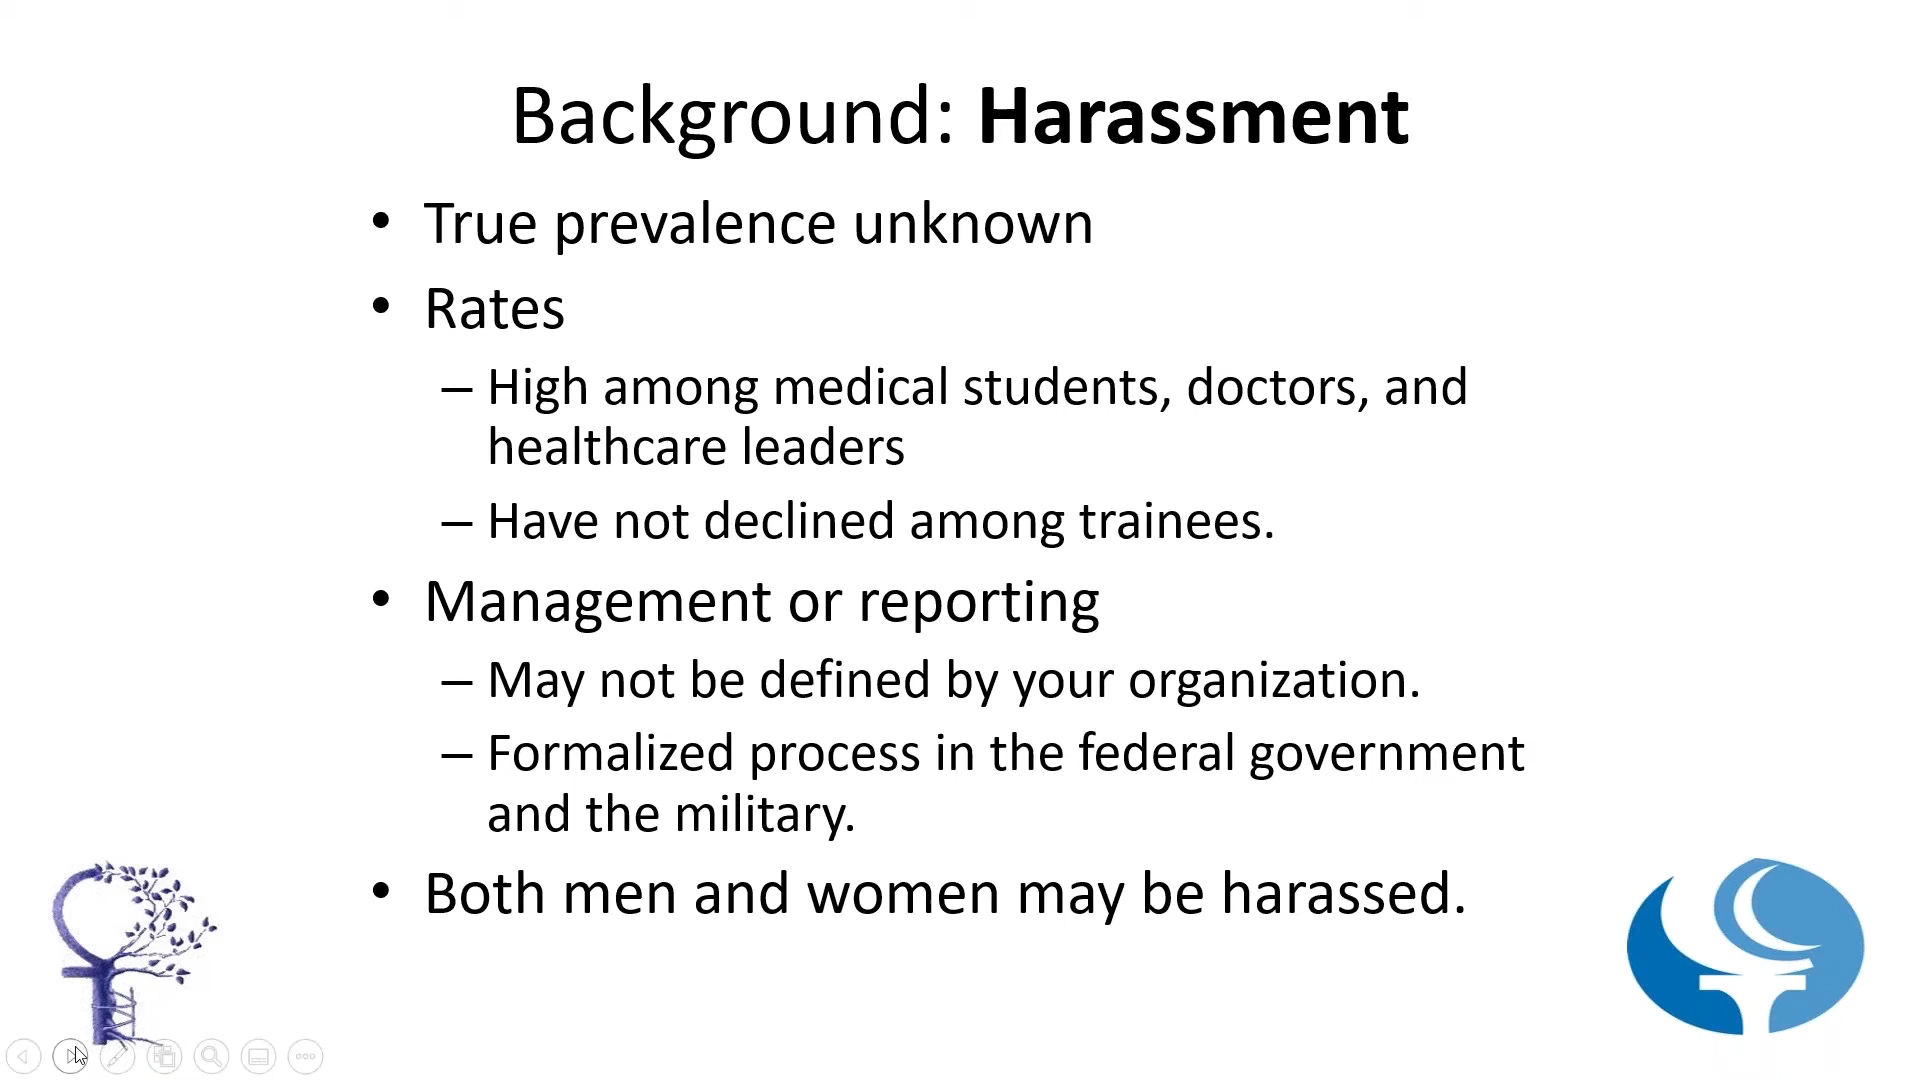 Background: Harassment
• True prevalence unknown
• Rates
– High among medical students, doctors, and
healthcare leaders
– Have not declined among trainees.
• Management or reporting
– May not be defined by your organization.
– Formalized process in the federal government
and the military.
• Both men and women may be harassed.